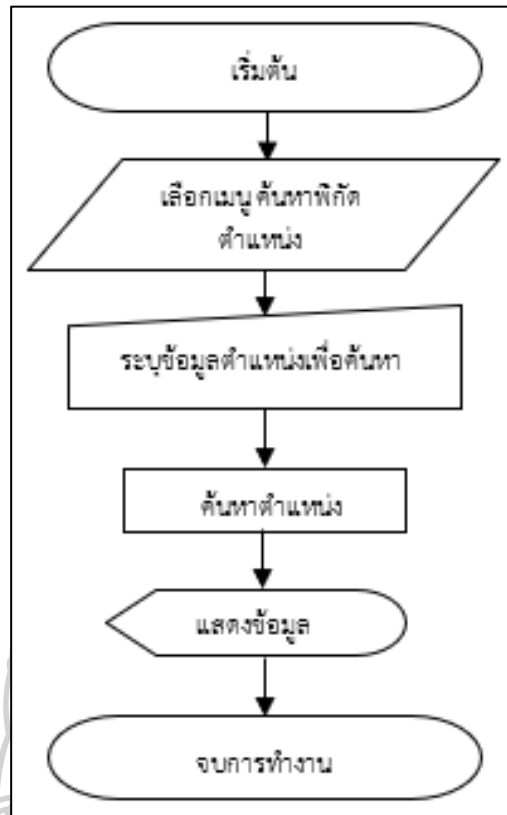 เริ่มต้น
เลือกเมนู ค้นหาพิกัด
ตำแหน่ง
ระบุข้อมูลตำแหน่งเพื่อค้นหา
ค้นหาตำแหน่ง
แสดงข้อมูล
จบการทำงาน